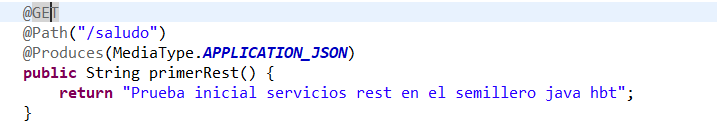 @GET
@Path("/saludo")
@Produces(MediaType.APPLICATION_JSON)
public String primerRest() {
    return "Prueba inicial servicios rest en el semillero java hbt";
}